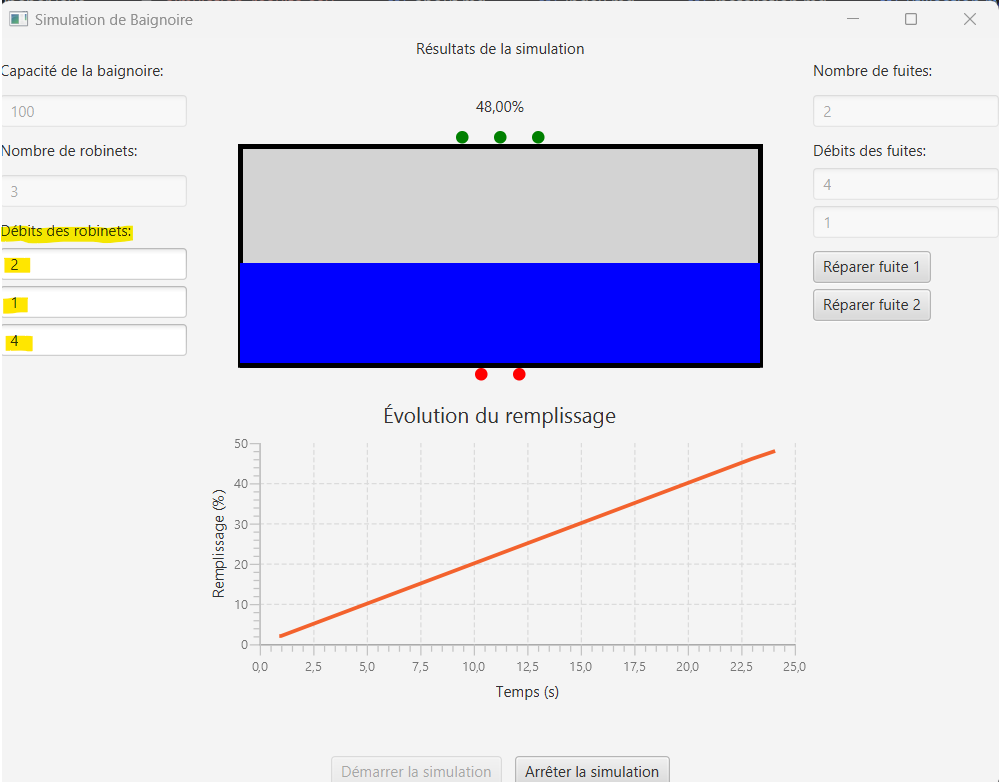 Simulation de Baignoire
Résultats de la simulation
Capacité de la baignoire:
100
Nombre de robinets:
3
Débits des robinets:
2
1
4
48,00%
Nombre de fuites:
2
Débits des fuites:
4
1
Réparer fuite 1
Réparer fuite 2
Évolution du remplissage
Remplissage (%)
50
40
30
20
10
0
0,0 2,5 5,0 7,5 10,0 12,5 15,0 17,5 20,0 22,5 25,0
Temps (s)
Démarrer la simulation Arrêter la simulation